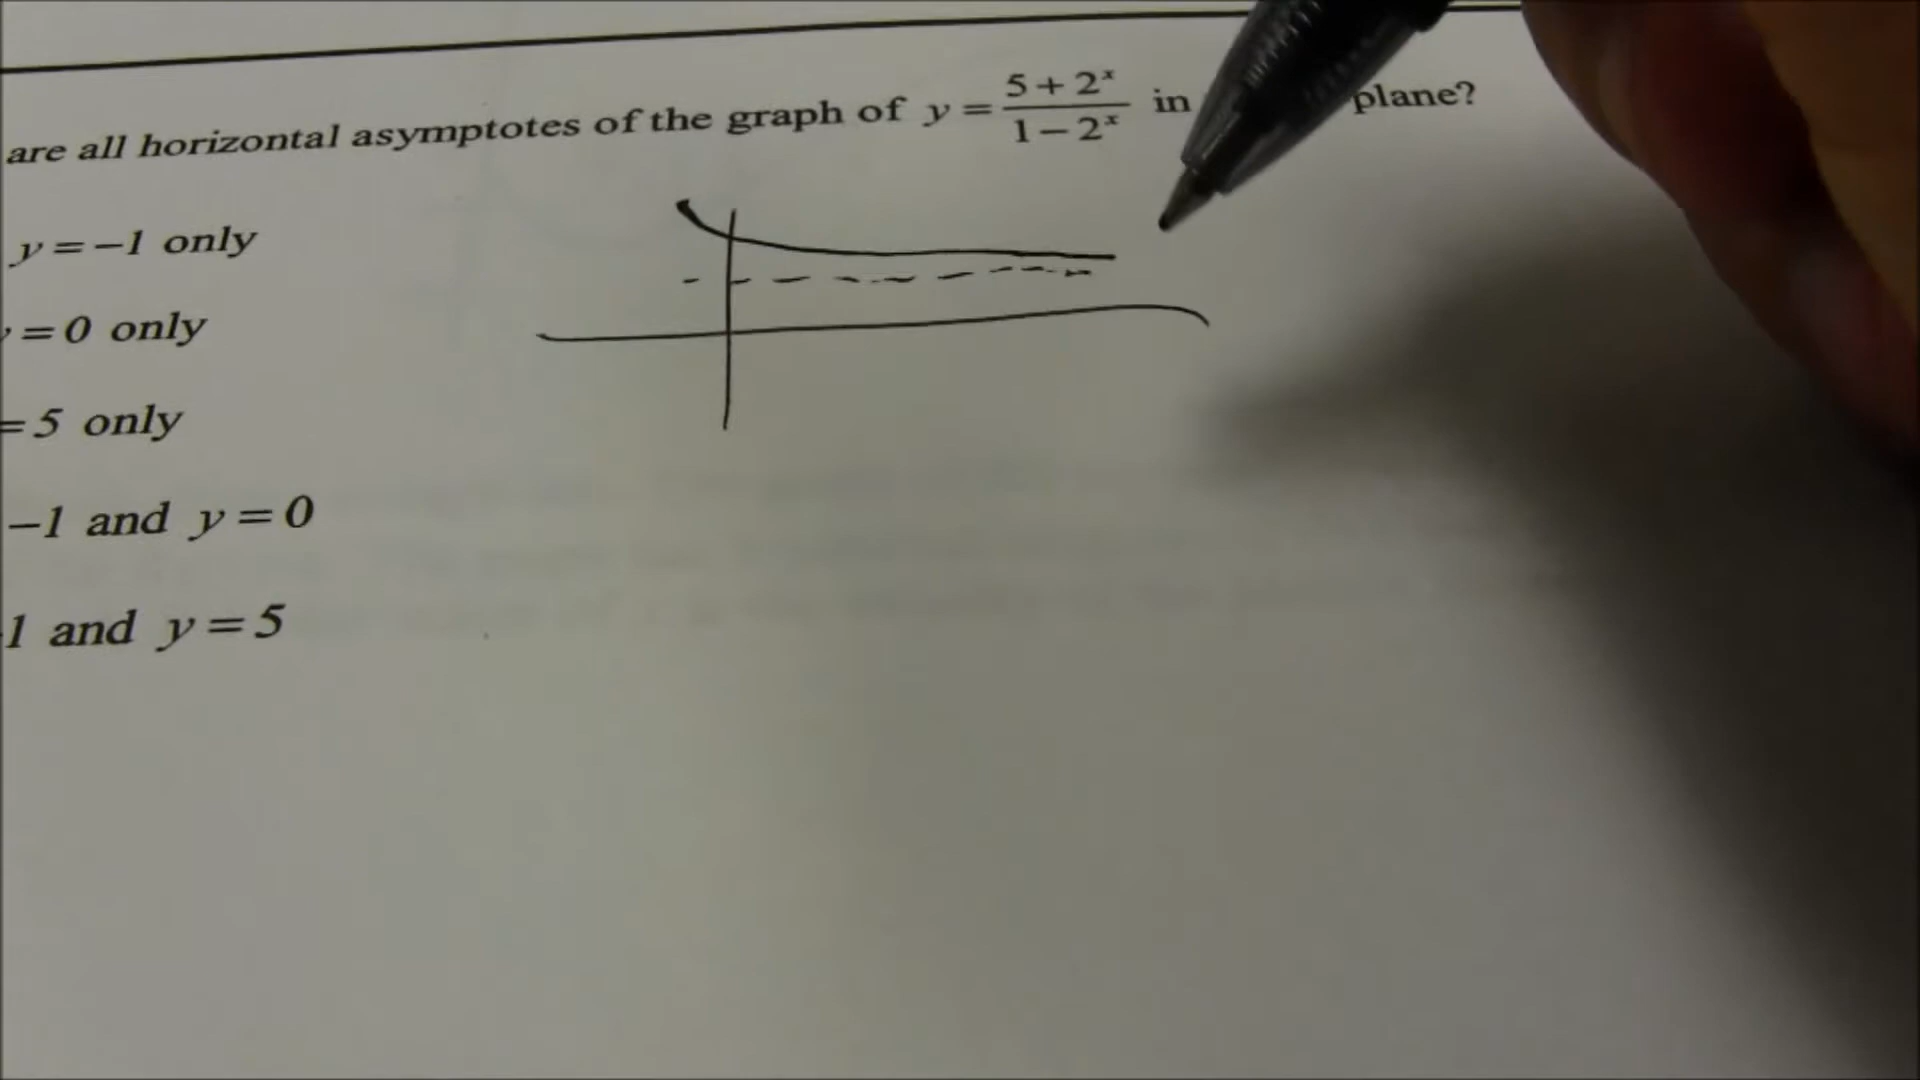 are all horizontal asymptotes of the graph of y = \frac{5+2^x}{1-2^x} in plane?
y = −1 only
= 0 only
= 5 only
−1 and y = 0
1 and y = 5